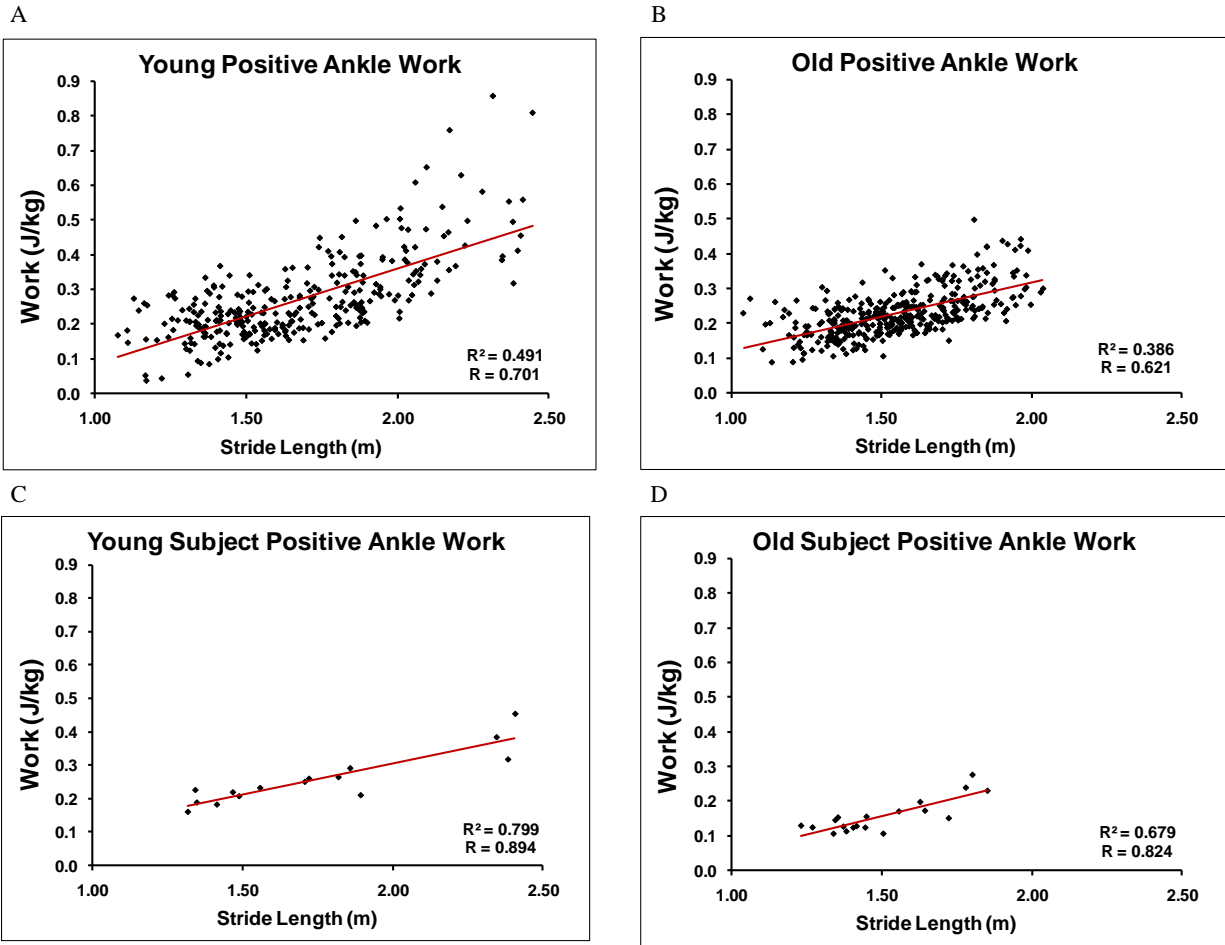 A
Young Positive Ankle Work
Work (J/kg)
0.9
0.8
0.7
0.6
0.5
0.4
0.3
0.2
0.1
0.0
1.00 1.50 2.00 2.50
Stride Length (m)
R² = 0.491
R = 0.701
B
Old Positive Ankle Work
Work (J/kg)
0.9
0.8
0.7
0.6
0.5
0.4
0.3
0.2
0.1
0.0
1.00 1.50 2.00 2.50
Stride Length (m)
R² = 0.386
R = 0.621
C
Young Subject Positive Ankle Work
Work (J/kg)
0.9
0.8
0.7
0.6
0.5
0.4
0.3
0.2
0.1
0.0
1.00 1.50 2.00 2.50
Stride Length (m)
R² = 0.799
R = 0.894
D
Old Subject Positive Ankle Work
Work (J/kg)
0.9
0.8
0.7
0.6
0.5
0.4
0.3
0.2
0.1
0.0
1.00 1.50 2.00 2.50
Stride Length (m)
R² = 0.679
R = 0.824